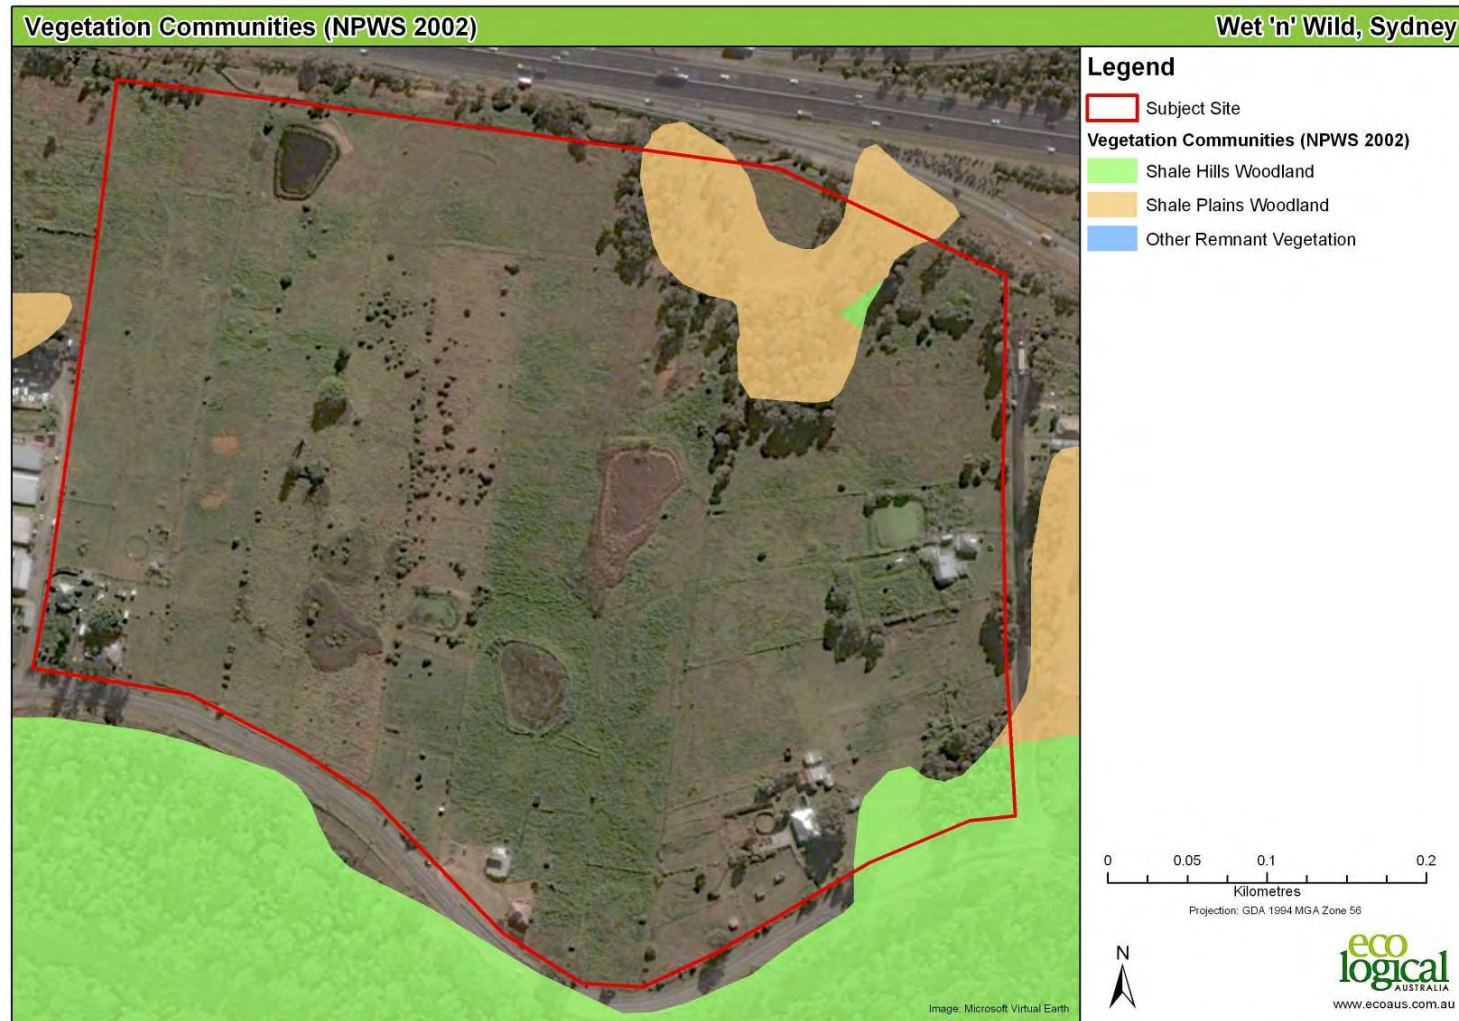 Vegetation Communities (NPWS 2002)
Wet 'n' Wild, Sydney
Legend
Subject Site
Vegetation Communities (NPWS 2002)
Shale Hills Woodland
Shale Plains Woodland
Other Remnant Vegetation
0 0.05 0.1 0.2
Kilometres
Projection: GDA 1994 MGA Zone 56
N
eco
logical
AUSTRALIA
www.ecoaus.com.au
Image: Microsoft Virtual Earth